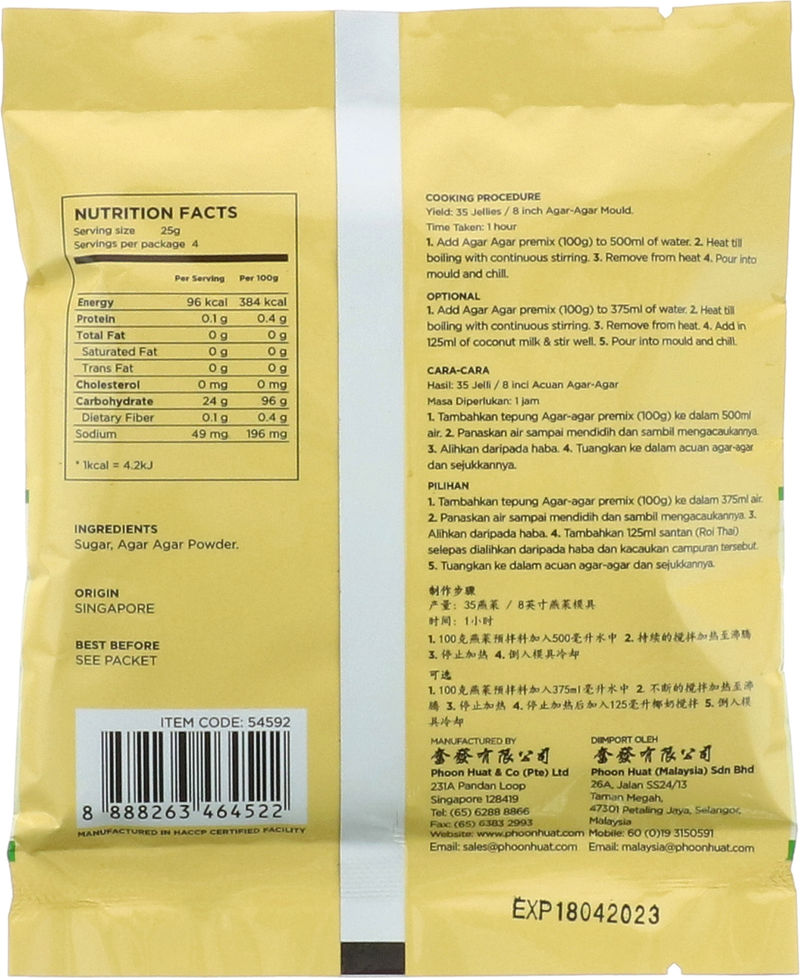 NUTRITION FACTS
Serving size 25g
Servings per package 4
Per Serving Per 100g
Energy 96 kcal 384 kcal
Protein 0.1 g 0.4 g
Total Fat 0 g 0 g
Saturated Fat 0 g 0 g
Trans Fat 0 g 0 g
Cholesterol 0 mg 0 mg
Carbohydrate 24 g 96 g
Dietary Fiber 0.1 g 0.4 g
Sodium 49 mg 196 mg
* 1kcal = 4.2kJ
INGREDIENTS
Sugar, Agar Agar Powder.
ORIGIN
SINGAPORE
BEST BEFORE
SEE PACKET
ITEM CODE: 54592
8 888263 464522
MANUFACTURED IN HACCP CERTIFIED FACILITY
COOKING PROCEDURE
Yield: 35 Jellies / 8 inch Agar-Agar Mould.
Time Taken: 1 hour
1. Add Agar Agar premix (100g) to 500ml of water. 2. Heat till
boiling with continuous stirring. 3. Remove from heat 4. Pour into
mould and chill.
OPTIONAL
1. Add Agar Agar premix (100g) to 375ml of water. 2. Heat till
boiling with continuous stirring. 3. Remove from heat. 4. Add in
125ml of coconut milk & stir well. 5. Pour into mould and chill.
CARA-CARA
Hasil: 35 Jelli / 8 inci Acuan Agar-Agar
Masa Diperlukan: 1 jam
1. Tambahkan tepung Agar-agar premix (100g) ke dalam 500ml
air. 2. Panaskan air sampai mendidih dan sambil mengacaukannya.
3. Alihkan daripada haba. 4. Tuangkan ke dalam acuan agar-agar
dan sejukkannya.
PILIHAN
1. Tambahkan tepung Agar-agar premix (100g) ke dalam 375ml air.
2. Panaskan air sampai mendidih dan sambil mengacaukannya. 3.
Alihkan daripada haba. 4. Tambahkan 125ml santan (Roi Thai)
selepas dialihkan daripada haba dan kacaukan campuran tersebut.
5. Tuangkan ke dalam acuan agar-agar dan sejukkannya.
制作步骤
产量: 35燕菜 / 8英寸燕菜模具
时间: 1小时
1. 100克燕菜预拌料加入500毫升水中 2. 持续的搅拌加热至沸腾
3. 停止加热 4. 倒入模具冷却
可选
1. 100克燕菜预拌料加入375ml毫升水中 2. 不断的搅拌加热至沸
腾 3. 停止加热 4. 停止加热后加入125毫升椰奶搅拌 5. 倒入模
具冷却
MANUFACTURED BY
奮發有限公司
Phoon Huat & Co (Pte) Ltd
231A Pandan Loop
Singapore 128419
Tel: (65) 6288 8866
Fax: (65) 6383 2993
Website: www.phoonhuat.com
Email: sales@phoonhuat.com
DIIMPORT OLEH
奮發有限公司
Phoon Huat (Malaysia) Sdn Bhd
26A, Jalan SS24/13
Taman Megah,
47301 Petaling Jaya, Selangor,
Malaysia
Mobile: 60 (0)19 3150591
Email: malaysia@phoonhuat.com
EXP18042023